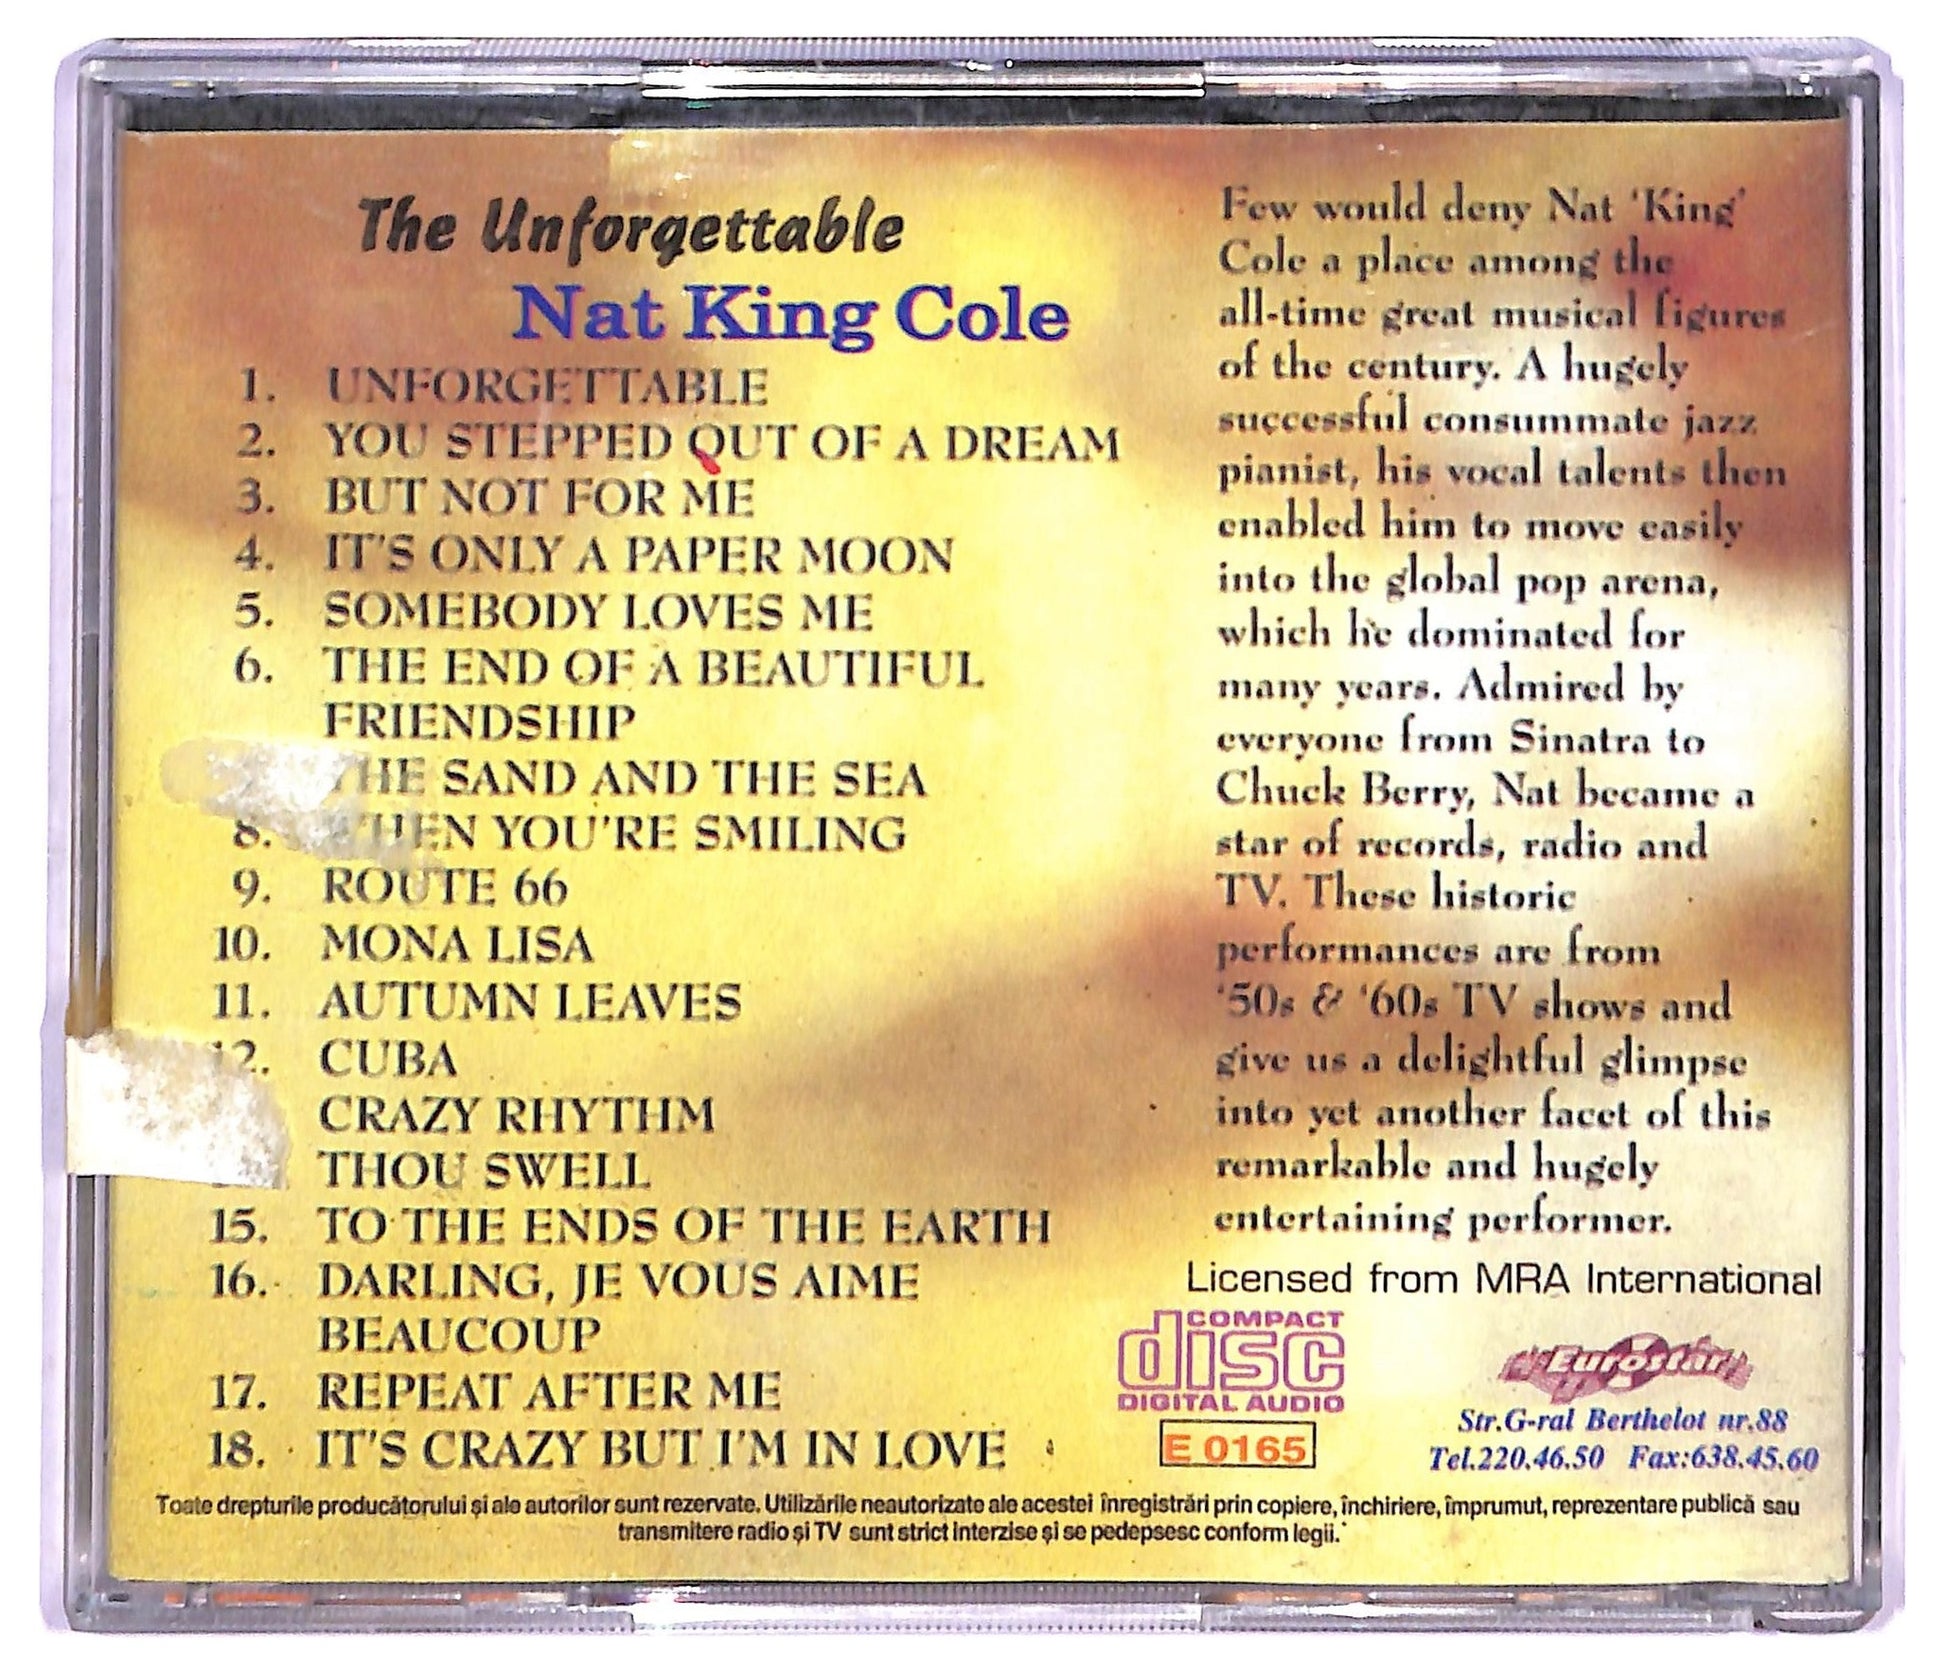 The Unforgettable
Nat King Cole
1. UNFORGETTABLE
2. YOU STEPPED OUT OF A DREAM
3. BUT NOT FOR ME
4. IT'S ONLY A PAPER MOON
5. SOMEBODY LOVES ME
6. THE END OF A BEAUTIFUL
FRIENDSHIP
THE SAND AND THE SEA
8. WHEN YOU'RE SMILING
9. ROUTE 66
10. MONA LISA
11. AUTUMN LEAVES
12. CUBA
CRAZY RHYTHM
THOU SWELL
15. TO THE ENDS OF THE EARTH
16. DARLING, JE VOUS AIME
BEAUCOUP
17. REPEAT AFTER ME
18. IT'S CRAZY BUT I'M IN LOVE
Few would deny Nat 'King'
Cole a place among the
all-time great musical figures
of the century. A hugely
successful consummate jazz
pianist, his vocal talents then
enabled him to move easily
into the global pop arena,
which he dominated for
many years. Admired by
everyone from Sinatra to
Chuck Berry, Nat became a
star of records, radio and
TV. These historic
performances are from
'50s & '60s TV shows and
give us a delightful glimpse
into yet another facet of this
remarkable and hugely
entertaining performer.
Licensed from MRA International
COMPACT
disc
DIGITAL AUDIO
E 0165
Eurostar
Str.G-ral Berthelot nr.88
Tel.220.46.50 Fax:638.45.60
Toate drepturile producătorului și ale autorilor sunt rezervate. Utilizările neautorizate ale acestei înregistrări prin copiere, închiriere, împrumut, reprezentare publică sau
transmitere radio și TV sunt strict interzise și se pedepsesc conform legii.